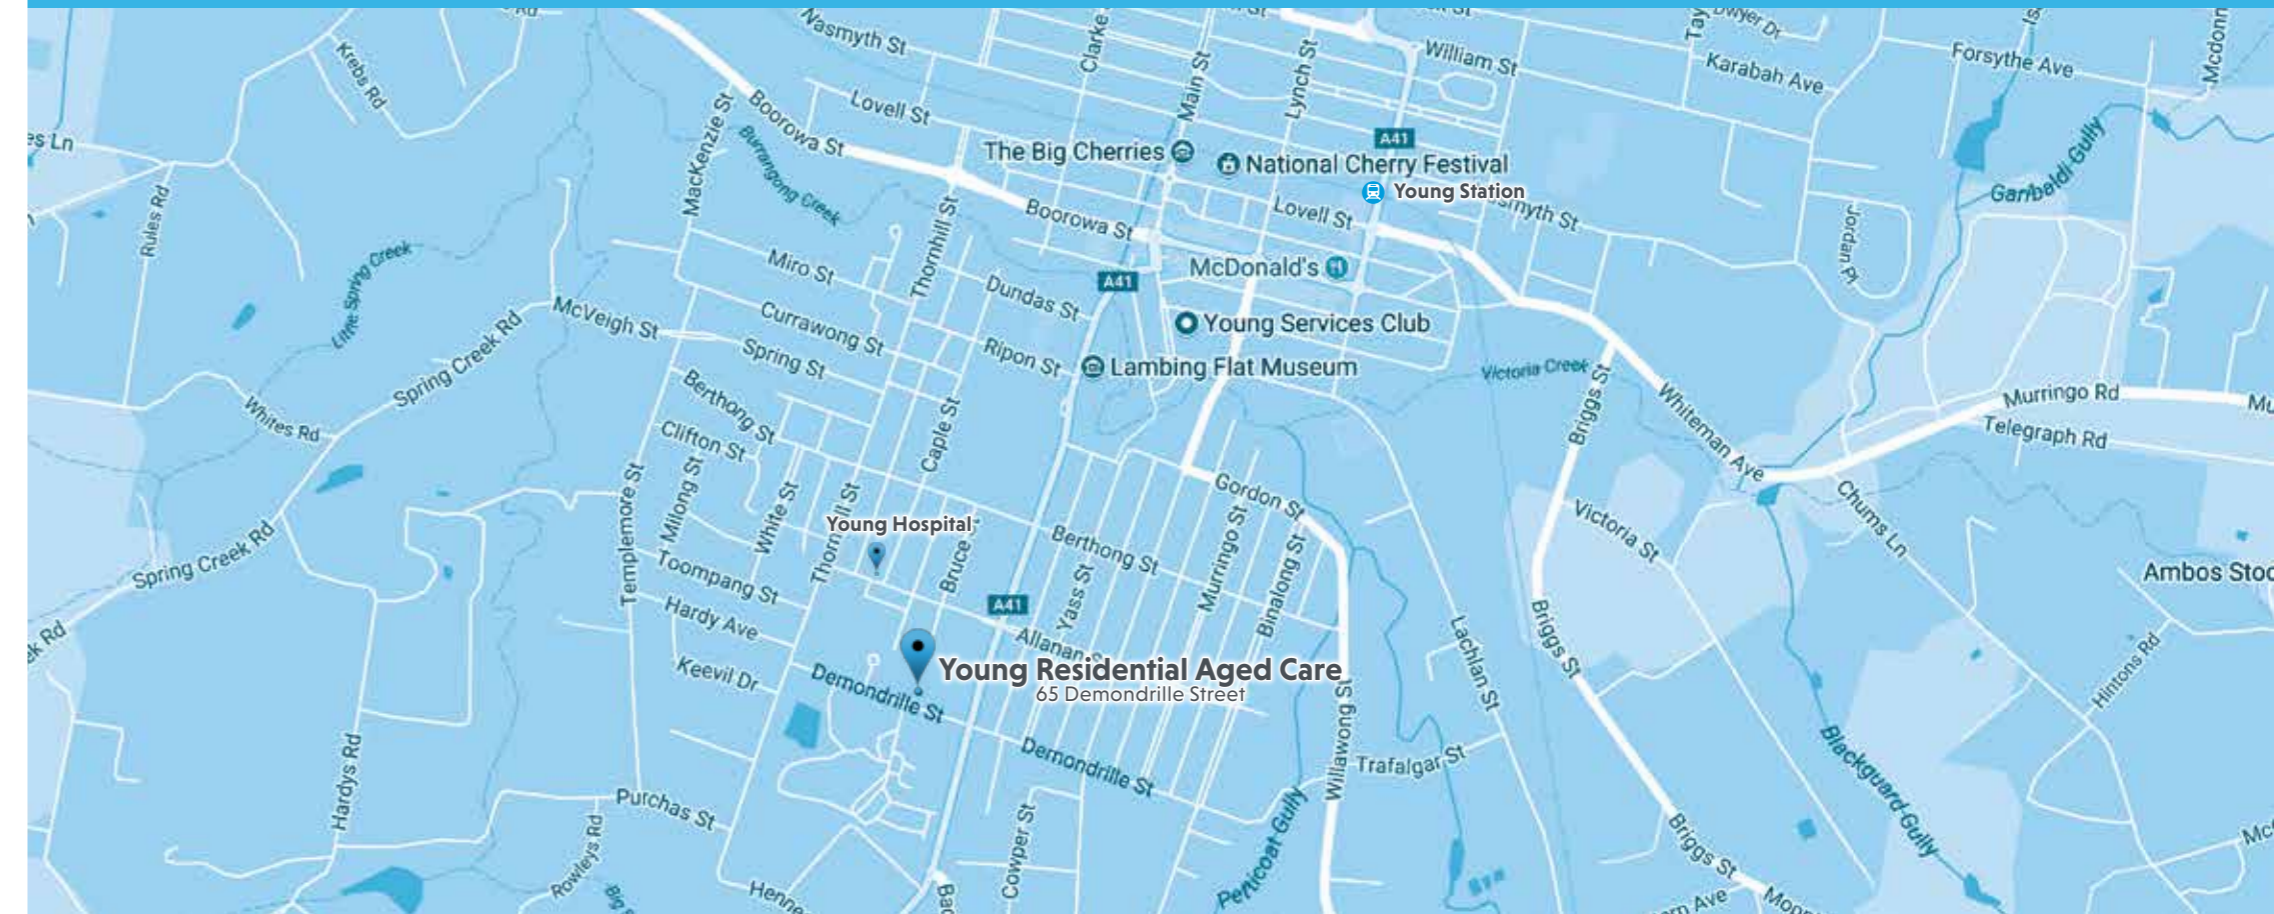 Nasmyth St
Clarke
Main St
Lynch St
William St
Karabah Ave
Dwyer Dt
Forsythe Ave
Krebs Rd
MacKenzie St
Boorowa St
Lovell St
Burrangong Creek
The Big Cherries
National Cherry Festival
A41
Young Station
Garibaldi Gully
Rules Rd
Little Spring Creek
Miro St
Thornhill St
Boorowa St
Lovell St
Jordan Pl
McDonald's
A41
Dundas St
McVeigh St
Currawong St
Young Services Club
Spring Creek Rd
Spring St
Ripon St
Lambing Flat Museum
Victoria Creek
Briggs St
Whiteman Ave
Murringo Rd
Telegraph Rd
Whites Rd
Berthong St
Clifton St
Caple St
Templemore St
Milong St
White St
Thornhill St
Gordon St
Young Hospital
Bruce
Berthong St
Murringo St
Binalong St
Victoria St
Chums Ln
Spring Creek Rd
Toompang St
Hardy Ave
A41
Yass St
Allanan
Ambos
Keevil Dr
Young Residential Aged Care
65 Demondrille Street
Demondrille St
Lachlan St
Briggs St
Hintons Rd
Demondrille St
Willawong St
Trafalgar St
Blackguard Gully
Hardys Rd
Purchas St
Rowleys Rd
Cowper St
Petticoat Gully
Briggs St